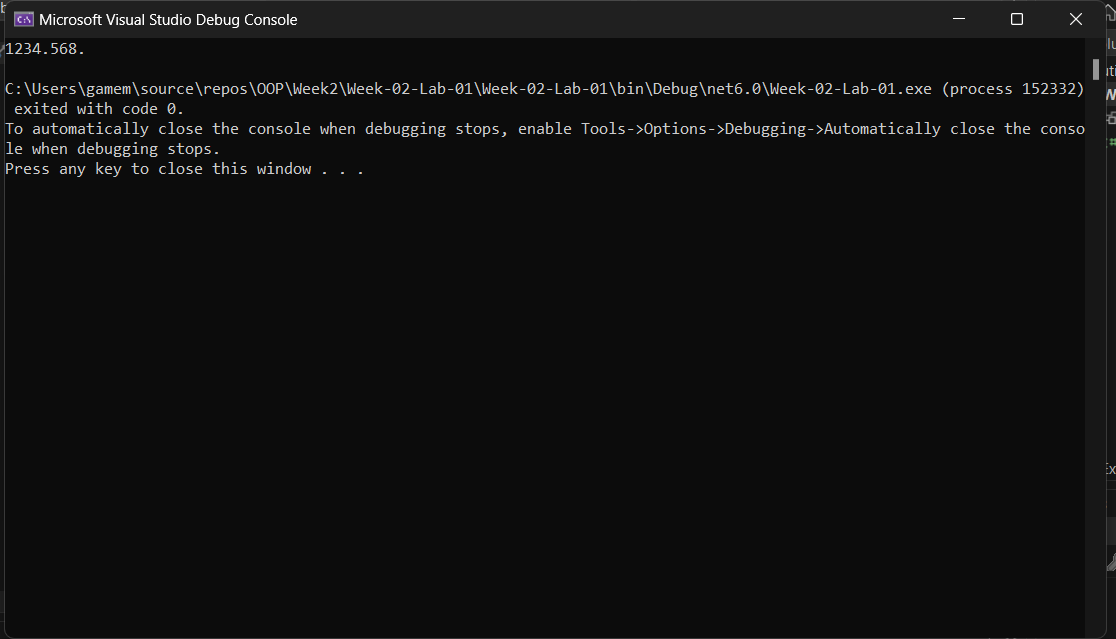 Microsoft Visual Studio Debug Console
1234.568.
C:\Users\gamem\source\repos\OOP\Week2\Week-02-Lab-01\Week-02-Lab-01\bin\Debug\net6.0\Week-02-Lab-01.exe (process 152332)
exited with code 0.
To automatically close the console when debugging stops, enable Tools->Options->Debugging->Automatically close the conso
le when debugging stops.
Press any key to close this window . . .